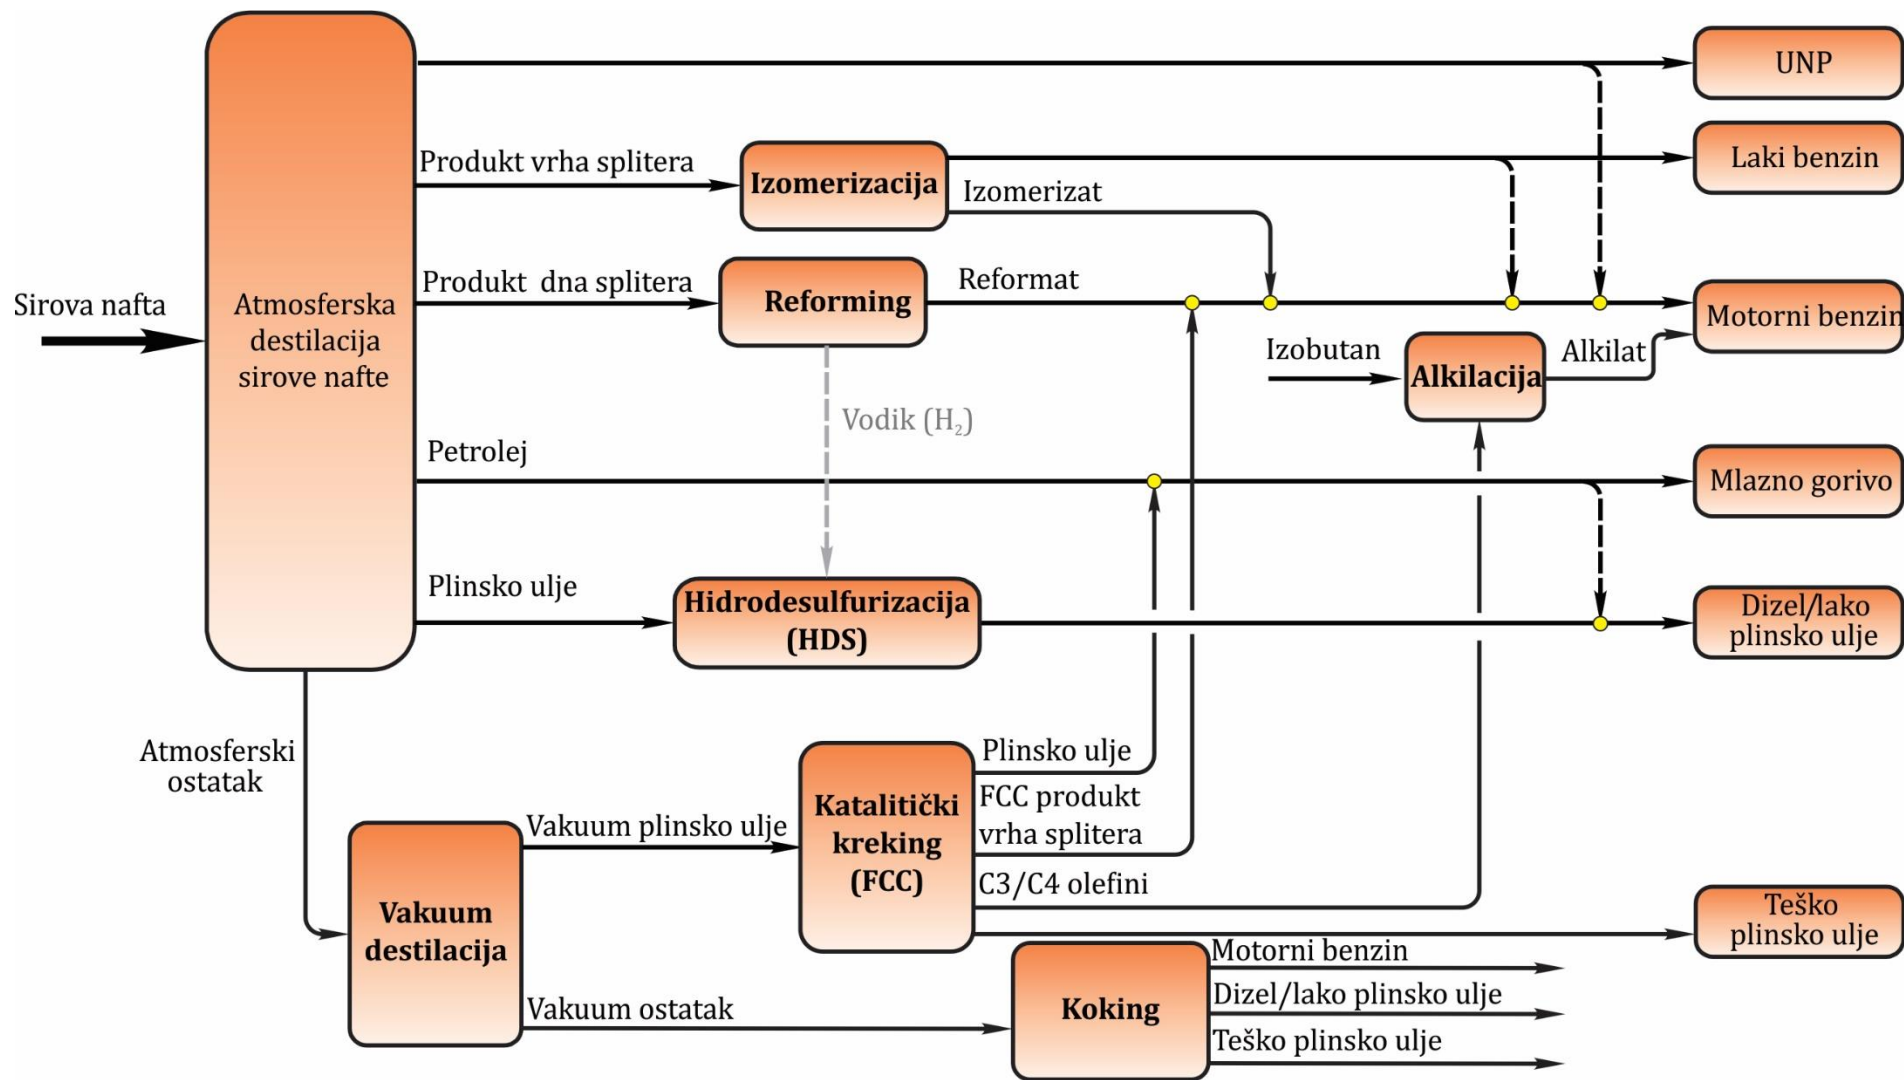 UNP
Produkt vrha splitera
Izomerizacija
Izomerizat
Laki benzin
Sirova nafta
Atmosferska
destilacija
sirove nafte
Produkt dna splitera
Reforming
Reformat
Motorni benzin
Izobutan
Alkilacija
Alkilat
Vodik (H₂)
Petrolej
Mlazno gorivo
Plinsko ulje
Hidrodesulfurizacija
(HDS)
Dizel/lako
plinsko ulje
Atmosferski
ostatak
Vakuum
destilacija
Vakuum plinsko ulje
Katalitički
kreking
(FCC)
Plinsko ulje
FCC produkt
vrha splitera
C3/C4 olefini
Teško
plinsko ulje
Vakuum ostatak
Koking
Motorni benzin
Dizel/lako plinsko ulje
Teško plinsko ulje